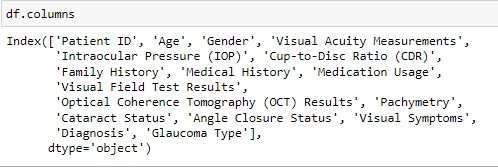 df.columns
Index(['Patient ID', 'Age', 'Gender', 'Visual Acuity Measurements',
'Intraocular Pressure (IOP)', 'Cup-to-Disc Ratio (CDR)',
'Family History', 'Medical History', 'Medication Usage',
'Visual Field Test Results',
'Optical Coherence Tomography (OCT) Results', 'Pachymetry',
'Cataract Status', 'Angle Closure Status', 'Visual Symptoms',
'Diagnosis', 'Glaucoma Type'],
dtype='object')